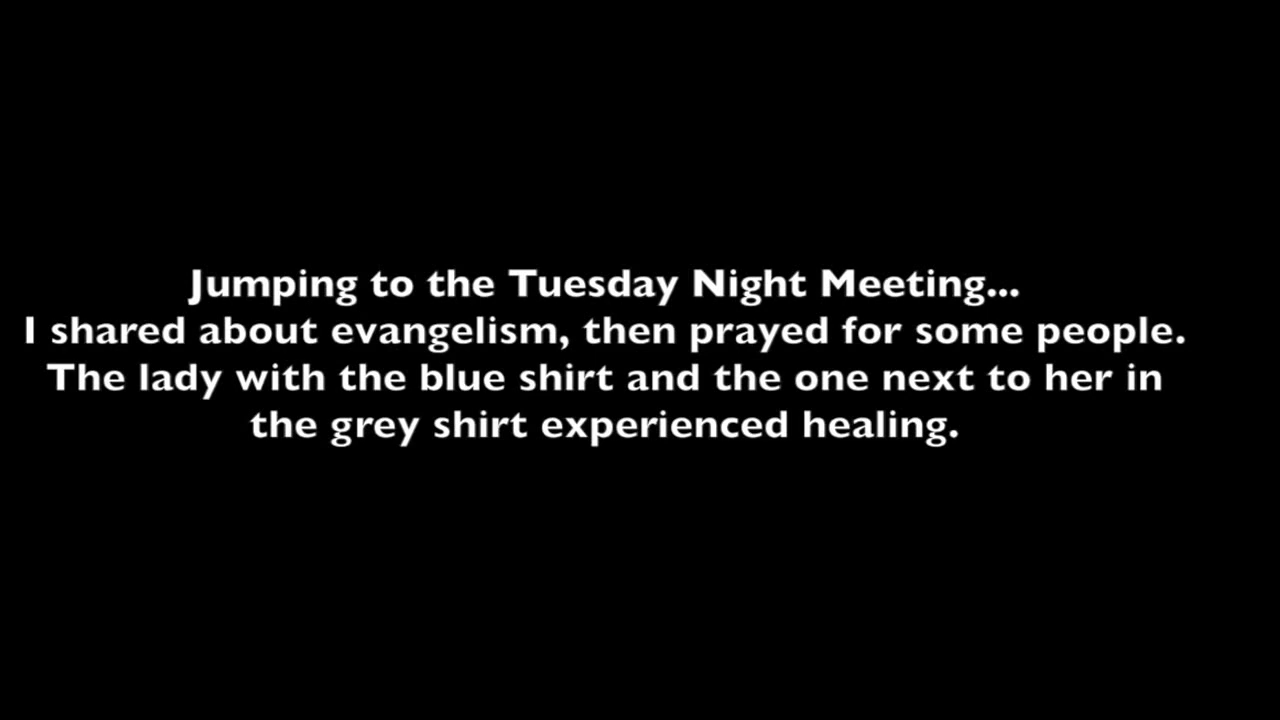 Jumping to the Tuesday Night Meeting...
I shared about evangelism, then prayed for some people.
The lady with the blue shirt and the one next to her in
the grey shirt experienced healing.